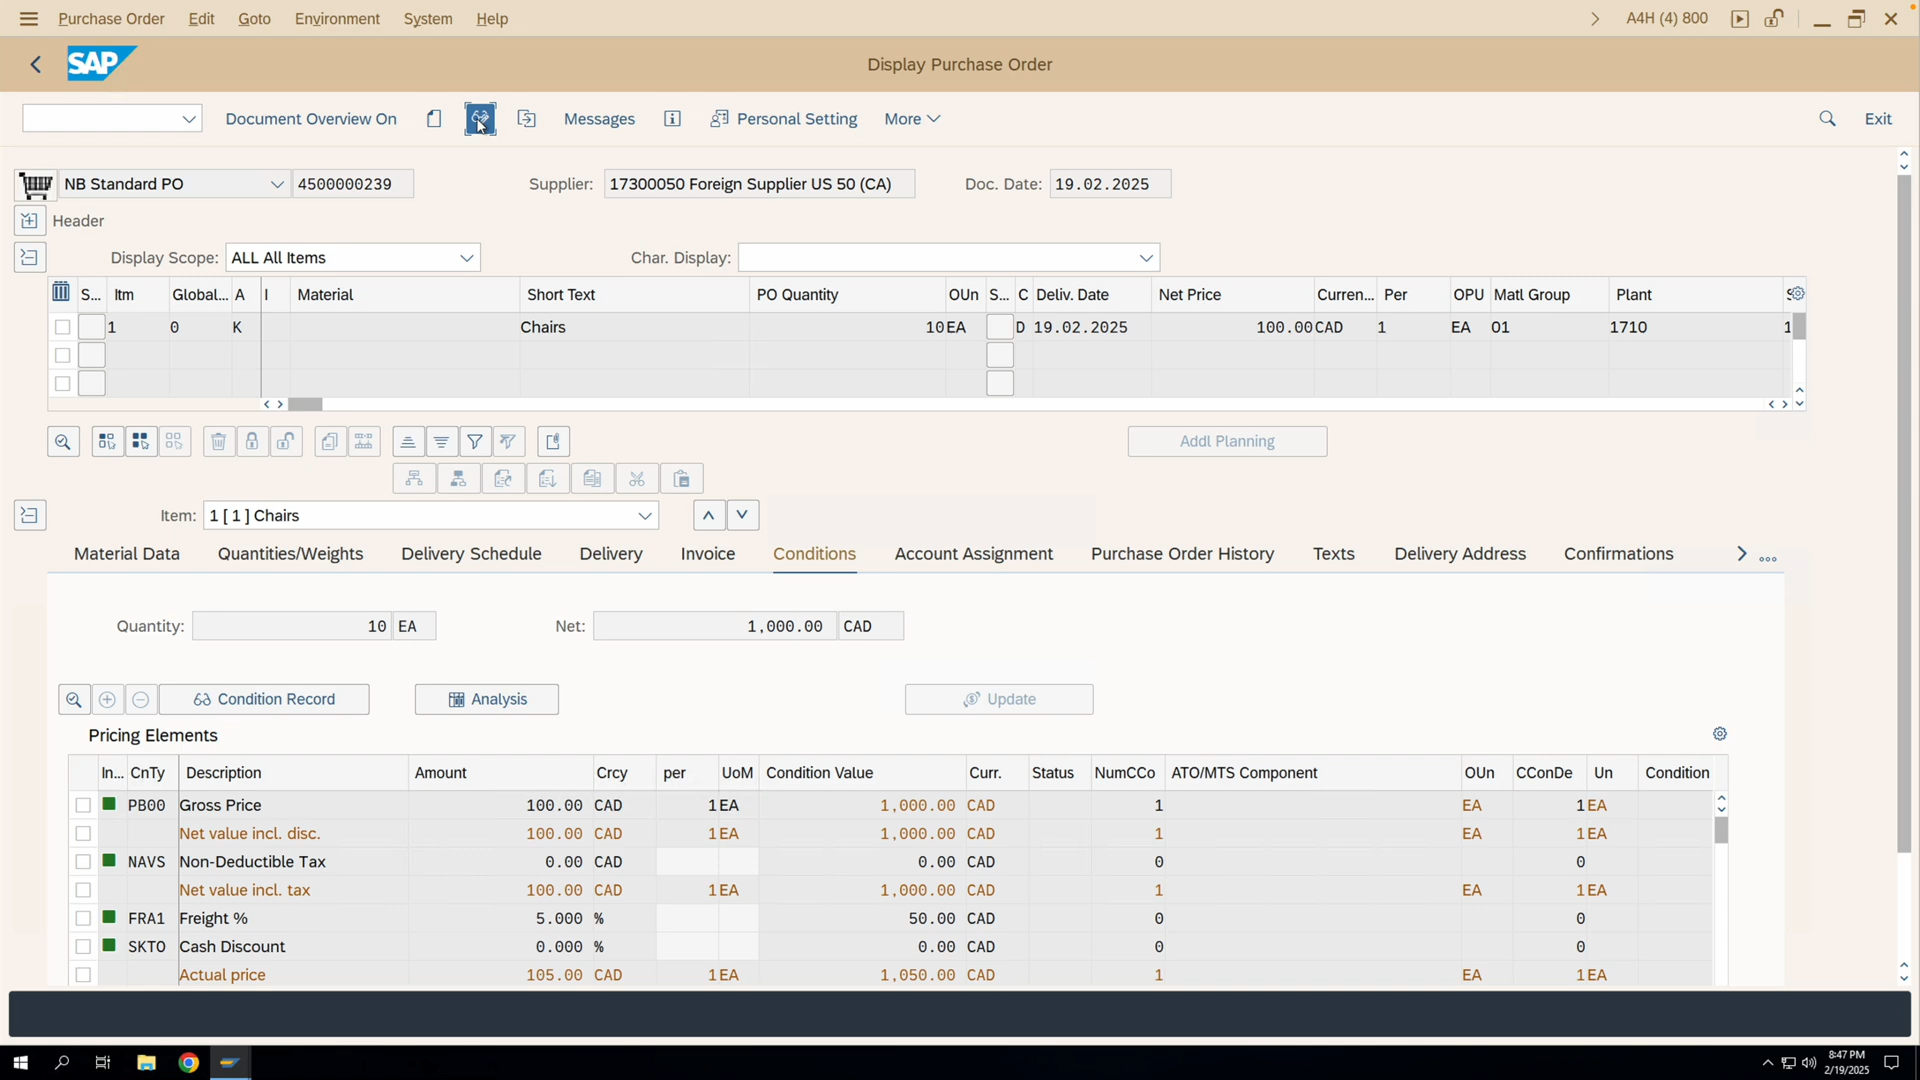 Purchase Order Edit Goto Environment System Help A4H (4) 800
SAP Display Purchase Order
Document Overview On Messages Personal Setting More Exit
NB Standard PO 4500000239 Supplier: 17300050 Foreign Supplier US 50 (CA) Doc. Date: 19.02.2025
Header
Display Scope: ALL All Items Char. Display:
S... Itm Global... A I Material Short Text PO Quantity OUn S... C Deliv. Date Net Price Curren... Per OPU Matl Group Plant S
1 0 K Chairs 10 EA D 19.02.2025 100.00 CAD 1 EA 01 1710 1
Addl Planning
Item: 1 [ 1 ] Chairs
Material Data Quantities/Weights Delivery Schedule Delivery Invoice Conditions Account Assignment Purchase Order History Texts Delivery Address Confirmations
Quantity: 10 EA Net: 1,000.00 CAD
Condition Record Analysis Update
Pricing Elements
In... CnTy Description Amount Crcy per UoM Condition Value Curr. Status NumCCo ATO/MTS Component OUn CConDe Un Condition
PB00 Gross Price 100.00 CAD 1 EA 1,000.00 CAD 1 EA 1 EA
Net value incl. disc. 100.00 CAD 1 EA 1,000.00 CAD 1 EA 1 EA
NAVS Non-Deductible Tax 0.00 CAD 0.00 CAD 0 0
Net value incl. tax 100.00 CAD 1 EA 1,000.00 CAD 1 EA 1 EA
FRA1 Freight % 5.000 % 50.00 CAD 0 0
SKTO Cash Discount 0.000 % 0.00 CAD 0 0
Actual price 105.00 CAD 1 EA 1,050.00 CAD 1 EA 1 EA
8:47 PM
2/19/2025